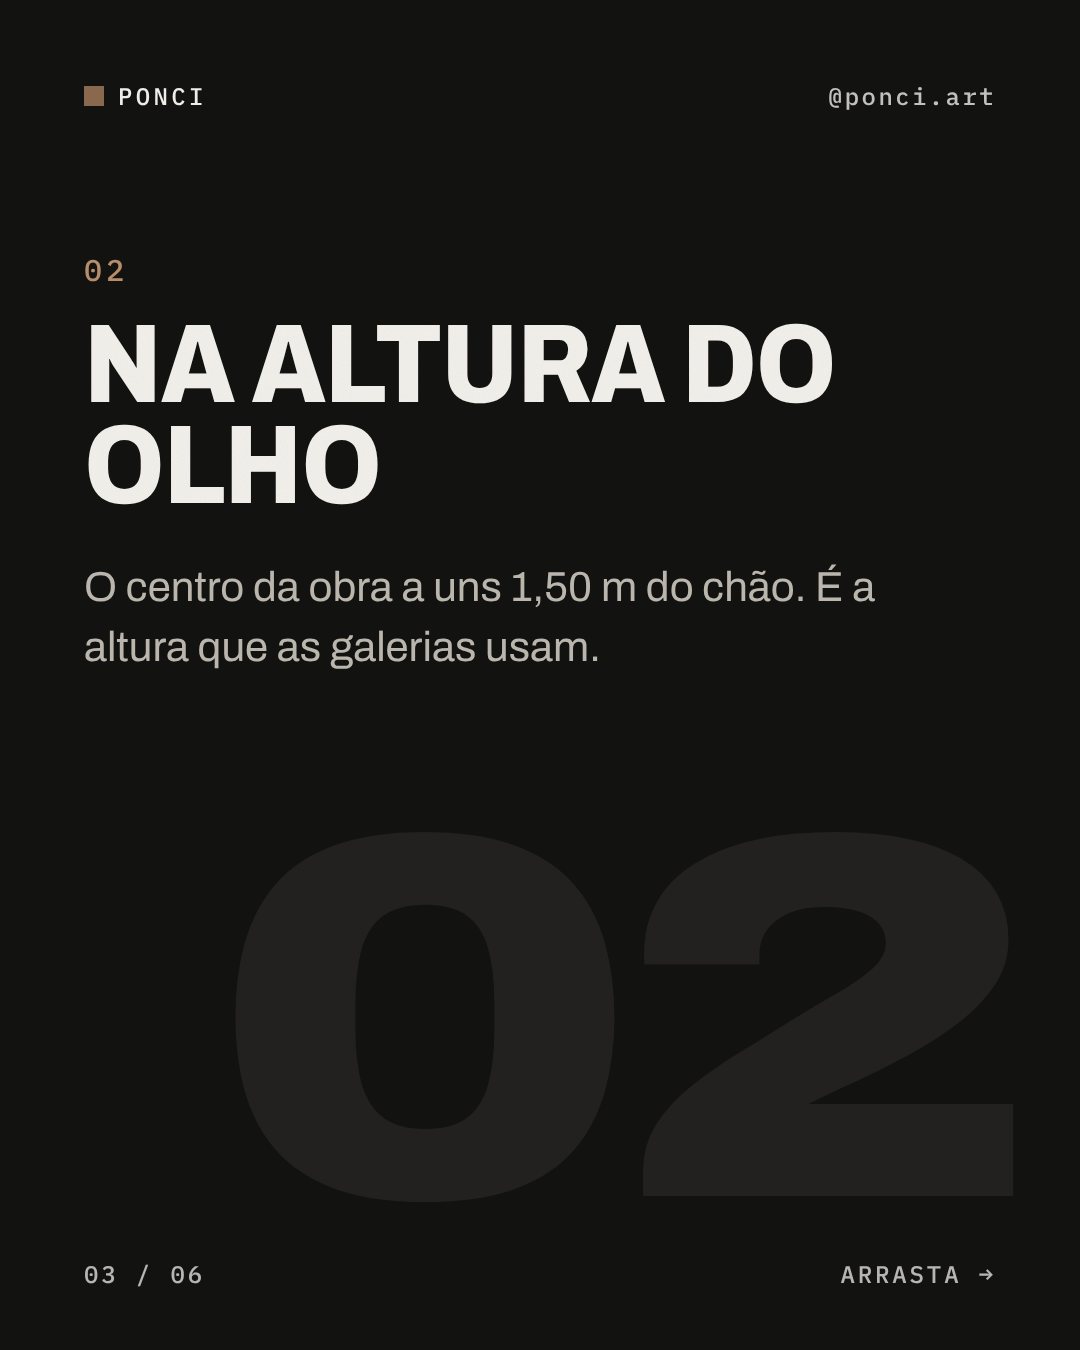 PONCI
@ponci.art
02
NA ALTURA DO
OLHO
O centro da obra a uns 1,50 m do chão. É a
altura que as galerias usam.
02
03 / 06
ARRASTA →